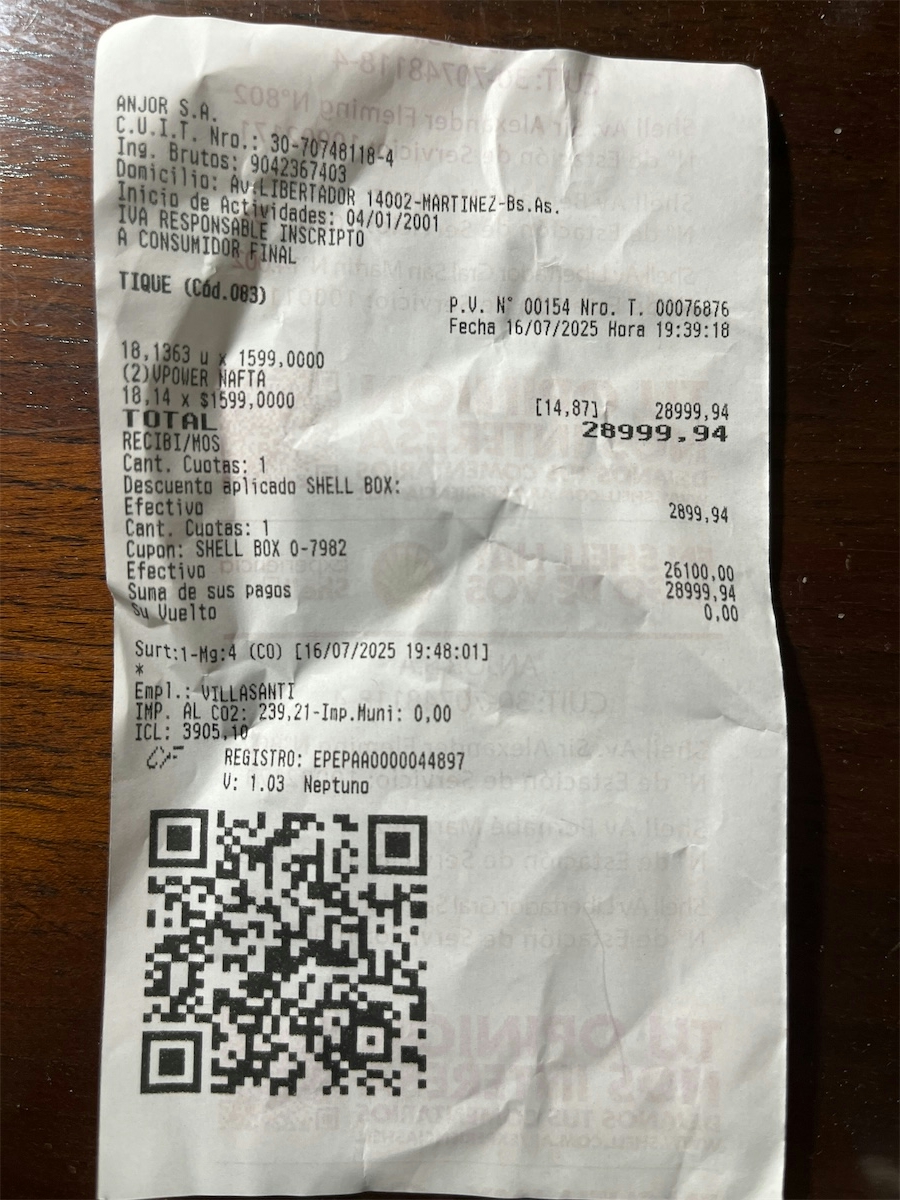 ANJOR S.A.
C.U.I.T. Nro.: 30-70748118-4
Ing. Brutos: 9042367403
Domicilio: Av.LIBERTADOR 14002-MARTINEZ-Bs.As.
Inicio de Actividades: 04/01/2001
IVA RESPONSABLE INSCRIPTO
A CONSUMIDOR FINAL
TIQUE (Cód.083)
P.V. N° 00154 Nro. T. 00076876
Fecha 16/07/2025 Hora 19:39:18
18,1363 u x 1599,0000
(2)VPOWER NAFTA
18,14 x $1599,0000 [14,87] 28999,94
TOTAL 28999,94
RECIBI/MOS
Cant. Cuotas: 1
Descuento aplicado SHELL BOX:
Efectivo 2899,94
Cant. Cuotas: 1
Cupon: SHELL BOX 0-7982
Efectivo 26100,00
Suma de sus pagos 28999,94
Su Vuelto 0,00
Surt:1-Mg:4 (CO) [16/07/2025 19:48:01]
*
Empl.: VILLASANTI
IMP. AL CO2: 239,21-Imp.Muni: 0,00
ICL: 3905,10
CF REGISTRO: EPEPAA0000044897
V: 1.03 Neptuno